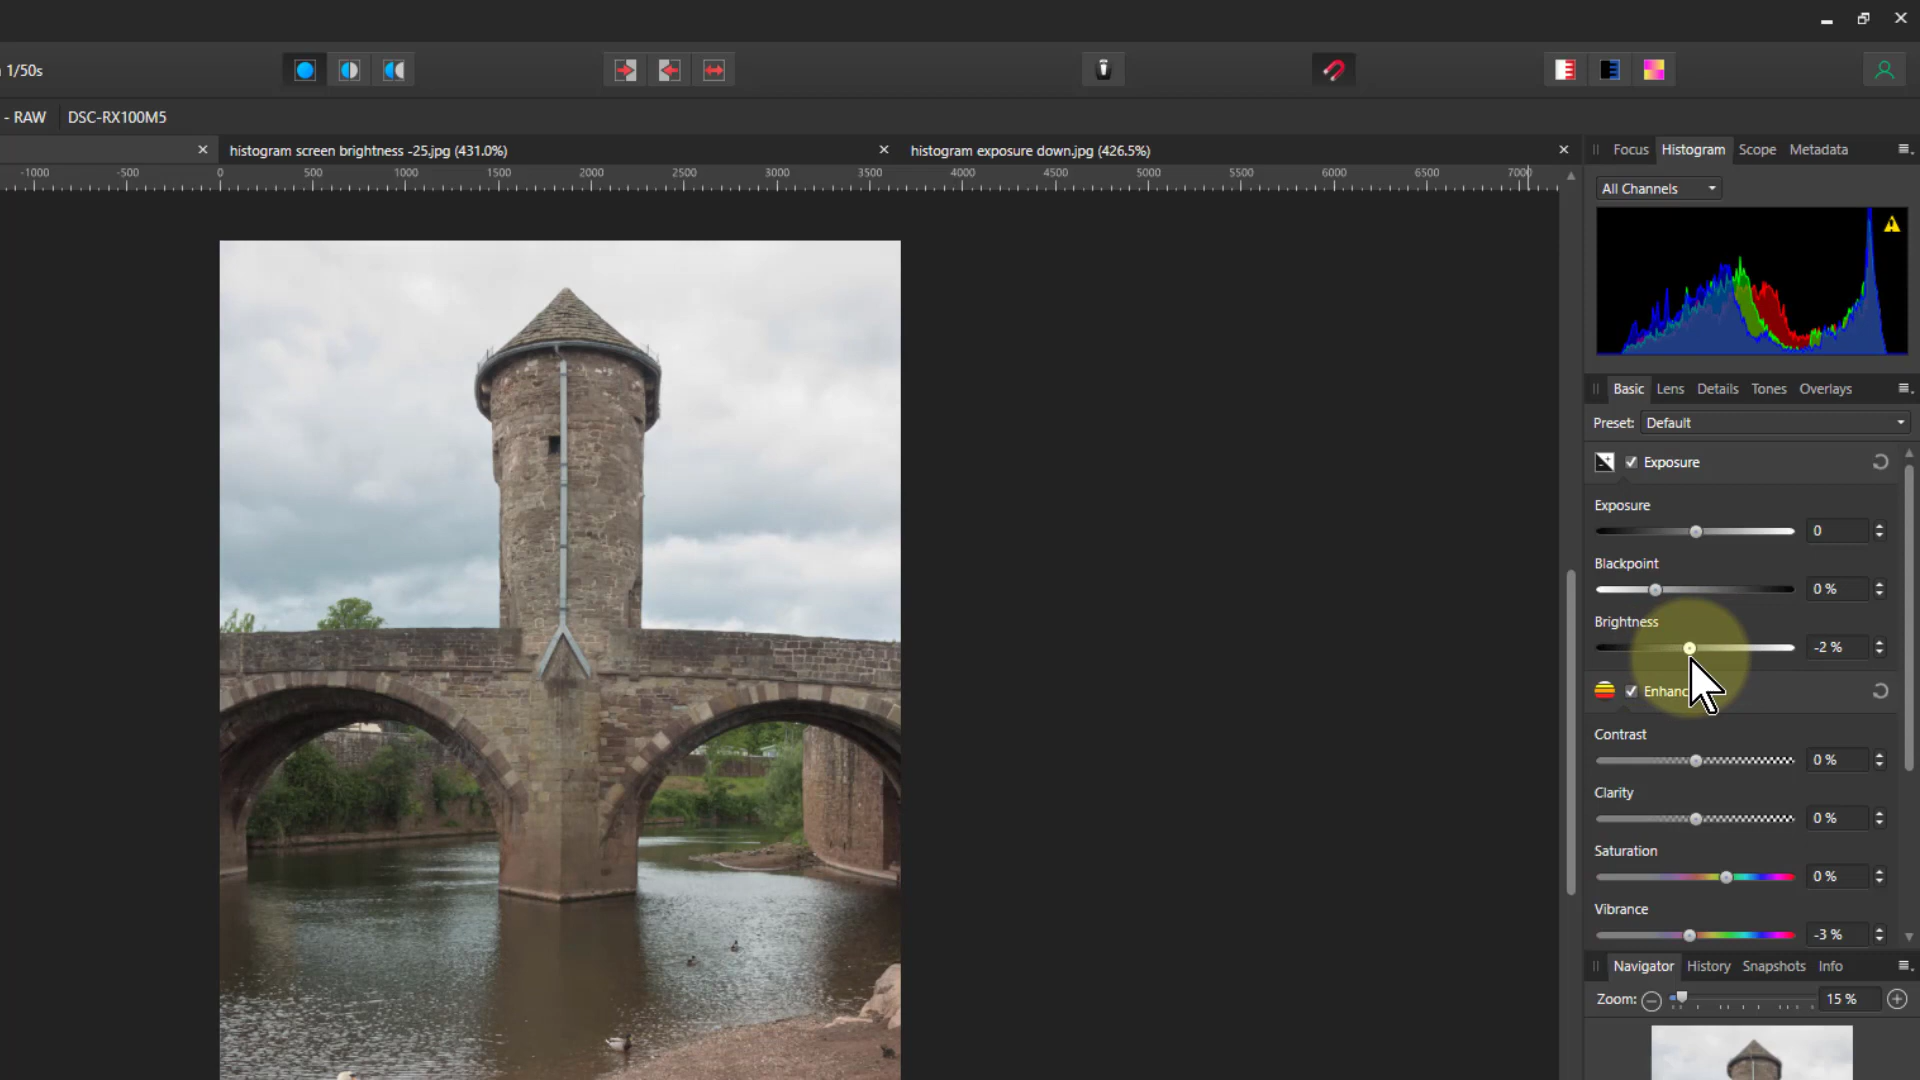 1/50s
- RAW DSC-RX100M5
histogram screen brightness -25.jpg (431.0%) histogram exposure down.jpg (426.5%)
Focus Histogram Scope Metadata
-1000 -500 0 500 1000 1500 2000 2500 3000 3500 4000 4500 5000 5500 6000 6500 7000
All Channels
Basic Lens Details Tones Overlays
Preset: Default
Exposure
Exposure
0
Blackpoint
0 %
Brightness
-2 %
Enhanc
Contrast
0 %
Clarity
0 %
Saturation
0 %
Vibrance
-3 %
Navigator History Snapshots Info
Zoom: 15 %